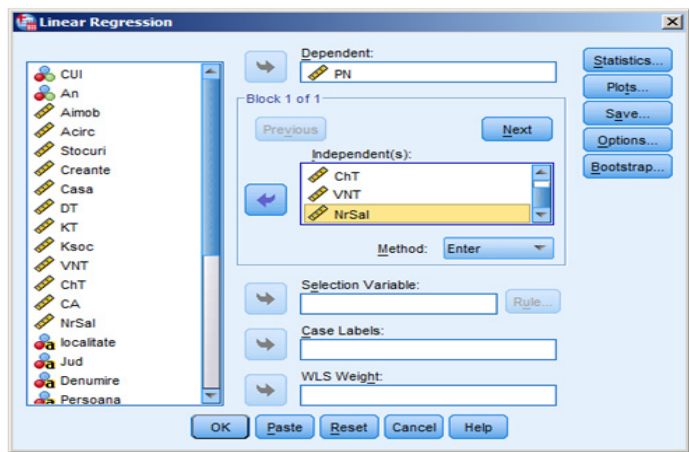 Linear Regression
CUI
An
Aimob
Acirc
Stocuri
Creante
Casa
DT
KT
Ksoc
VNT
ChT
CA
NrSal
localitate
Jud
Denumire
Persoana
Dependent:
PN
Block 1 of 1
Previous
Next
Independent(s):
ChT
VNT
NrSal
Method: Enter
Selection Variable:
Rule...
Case Labels:
WLS Weight:
Statistics...
Plots...
Save...
Options...
Bootstrap...
OK Paste Reset Cancel Help